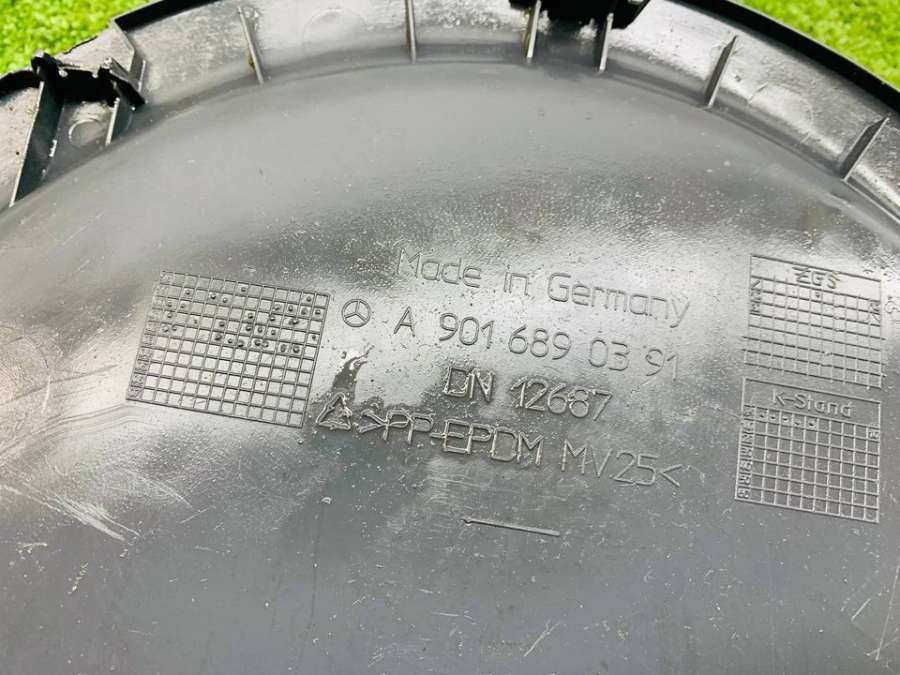 Made in Germany
A 901 689 03 91
DN 12687
>PP-EPDM MV25<
ZGS
K-Stand